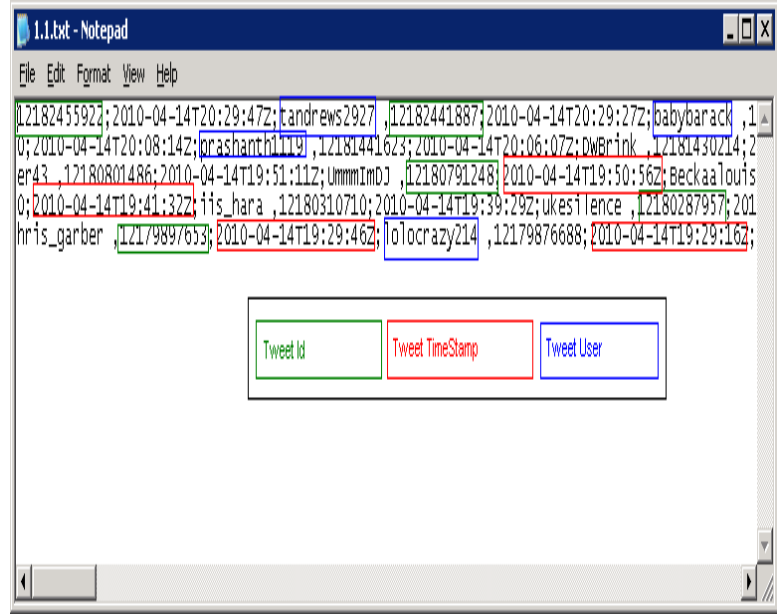 1.1.txt - Notepad
File Edit Format View Help
12182455922;2010-04-14T20:29:47Z;tandrews2927 ,12182441887;2010-04-14T20:29:27Z;babybarack ,1
0;2010-04-14T20:08:14Z;prashanth1119 ,12181441623;2010-04-14T20:06:07Z;DWBrink ,12181430214;2
er43 ,12180801486;2010-04-14T19:51:11Z;UmmmImDJ ,12180791248;2010-04-14T19:50:56Z;Beckaalouis
0;2010-04-14T19:41:32Z;iis_hara ,12180310710;2010-04-14T19:39:29Z;ukesilence ,12180287957;201
hris_garber ,12179897653;2010-04-14T19:29:46Z;lolocrazy214 ,12179876688;2010-04-14T19:29:16Z;
Tweet Id Tweet TimeStamp Tweet User